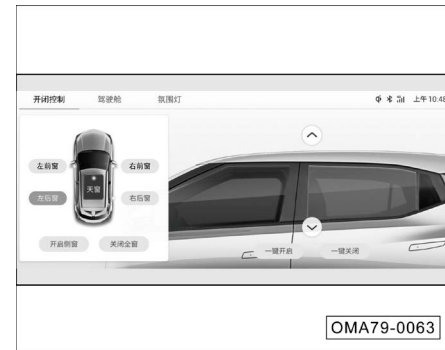 开闭控制 驾驶舱 氛围灯 上午10:48
左前窗 右前窗
天窗
左后窗 右后窗
开启侧窗 关闭全窗
一键开启 一键关闭
OMA79-0063